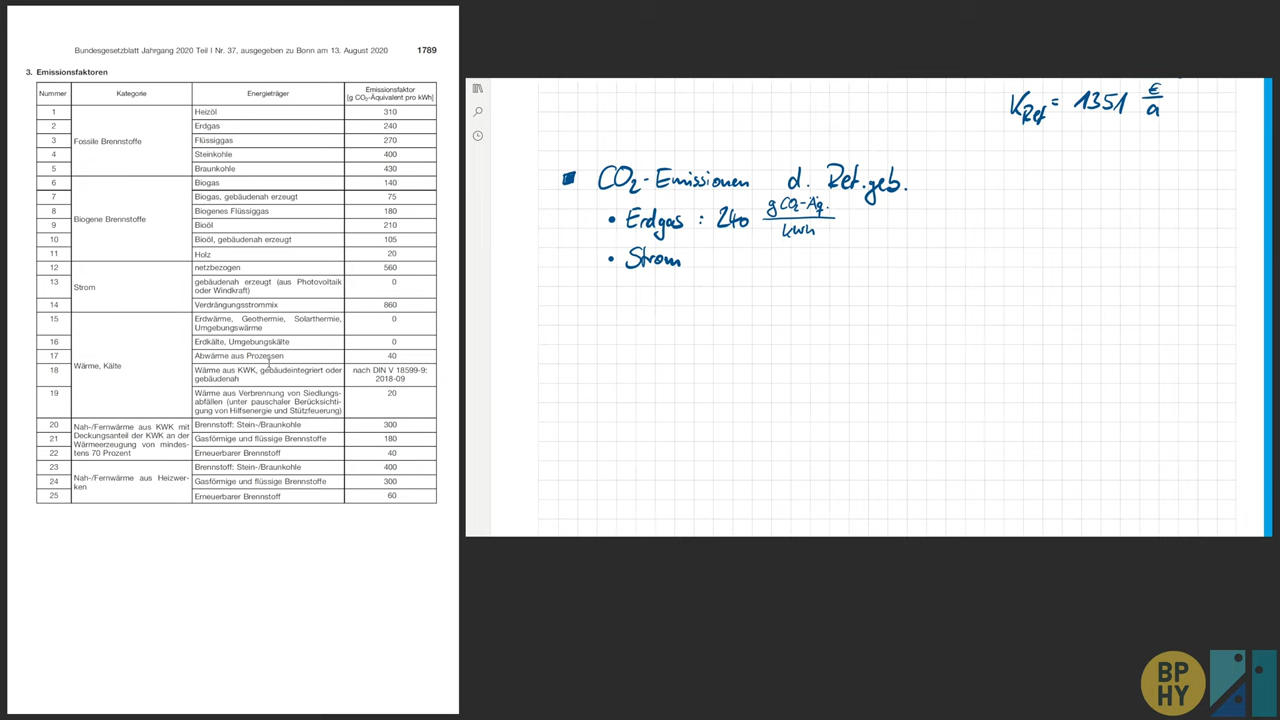 Bundesgesetzblatt Jahrgang 2020 Teil I Nr. 37, ausgegeben zu Bonn am 13. August 2020 1789
3. Emissionsfaktoren
Nummer Kategorie Energieträger Emissionsfaktor [g CO2-Äquivalent pro kWh]
1 Fossile Brennstoffe Heizöl 310
2 Erdgas 240
3 Flüssiggas 270
4 Steinkohle 400
5 Braunkohle 430
6 Biogene Brennstoffe Biogas 140
7 Biogas, gebäudenah erzeugt 75
8 Biogenes Flüssiggas 180
9 Bioöl 210
10 Bioöl, gebäudenah erzeugt 105
11 Holz 20
12 Strom netzbezogen 560
13 gebäudenah erzeugt (aus Photovoltaik 0
oder Windkraft)
14 Verdrängungsstrommix 860
15 Wärme, Kälte Erdwärme, Geothermie, Solarthermie, 0
Umgebungswärme
16 Erdkälte, Umgebungskälte 0
17 Abwärme aus Prozessen 40
18 Wärme aus KWK, gebäudeintegriert oder nach DIN V 18599-9:
gebäudenah 2018-09
19 Wärme aus Verbrennung von Siedlungs- 20
abfällen (unter pauschaler Berücksichti-
gung von Hilfsenergie und Stützfeuerung)
20 Nah-/Fernwärme aus KWK mit Brennstoff: Stein-/Braunkohle 300
21 Deckungsanteil der KWK an der Gasförmige und flüssige Brennstoffe 180
Wärmeerzeugung von mindes-
22 tens 70 Prozent Erneuerbarer Brennstoff 40
23 Nah-/Fernwärme aus Heizwer- Brennstoff: Stein-/Braunkohle 400
24 ken Gasförmige und flüssige Brennstoffe 300
25 Erneuerbarer Brennstoff 60
K_Ref = 1351 €/a
■ CO2-Emissionen d. Ref.geb.
• Erdgas : 240 g CO2-Äq. / kWh
• Strom
BP
HY